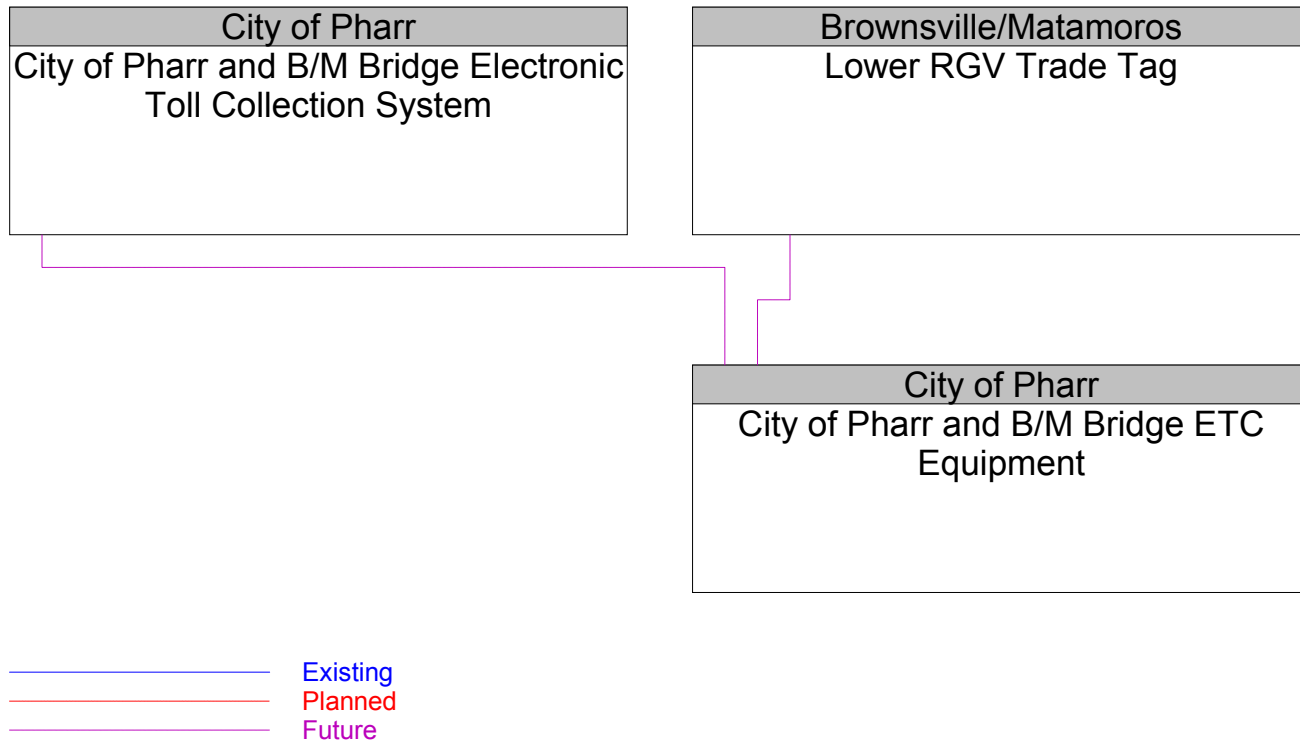 City of Pharr
City of Pharr and B/M Bridge Electronic
Toll Collection System
Brownsville/Matamoros
Lower RGV Trade Tag
City of Pharr
City of Pharr and B/M Bridge ETC
Equipment
Existing
Planned
Future